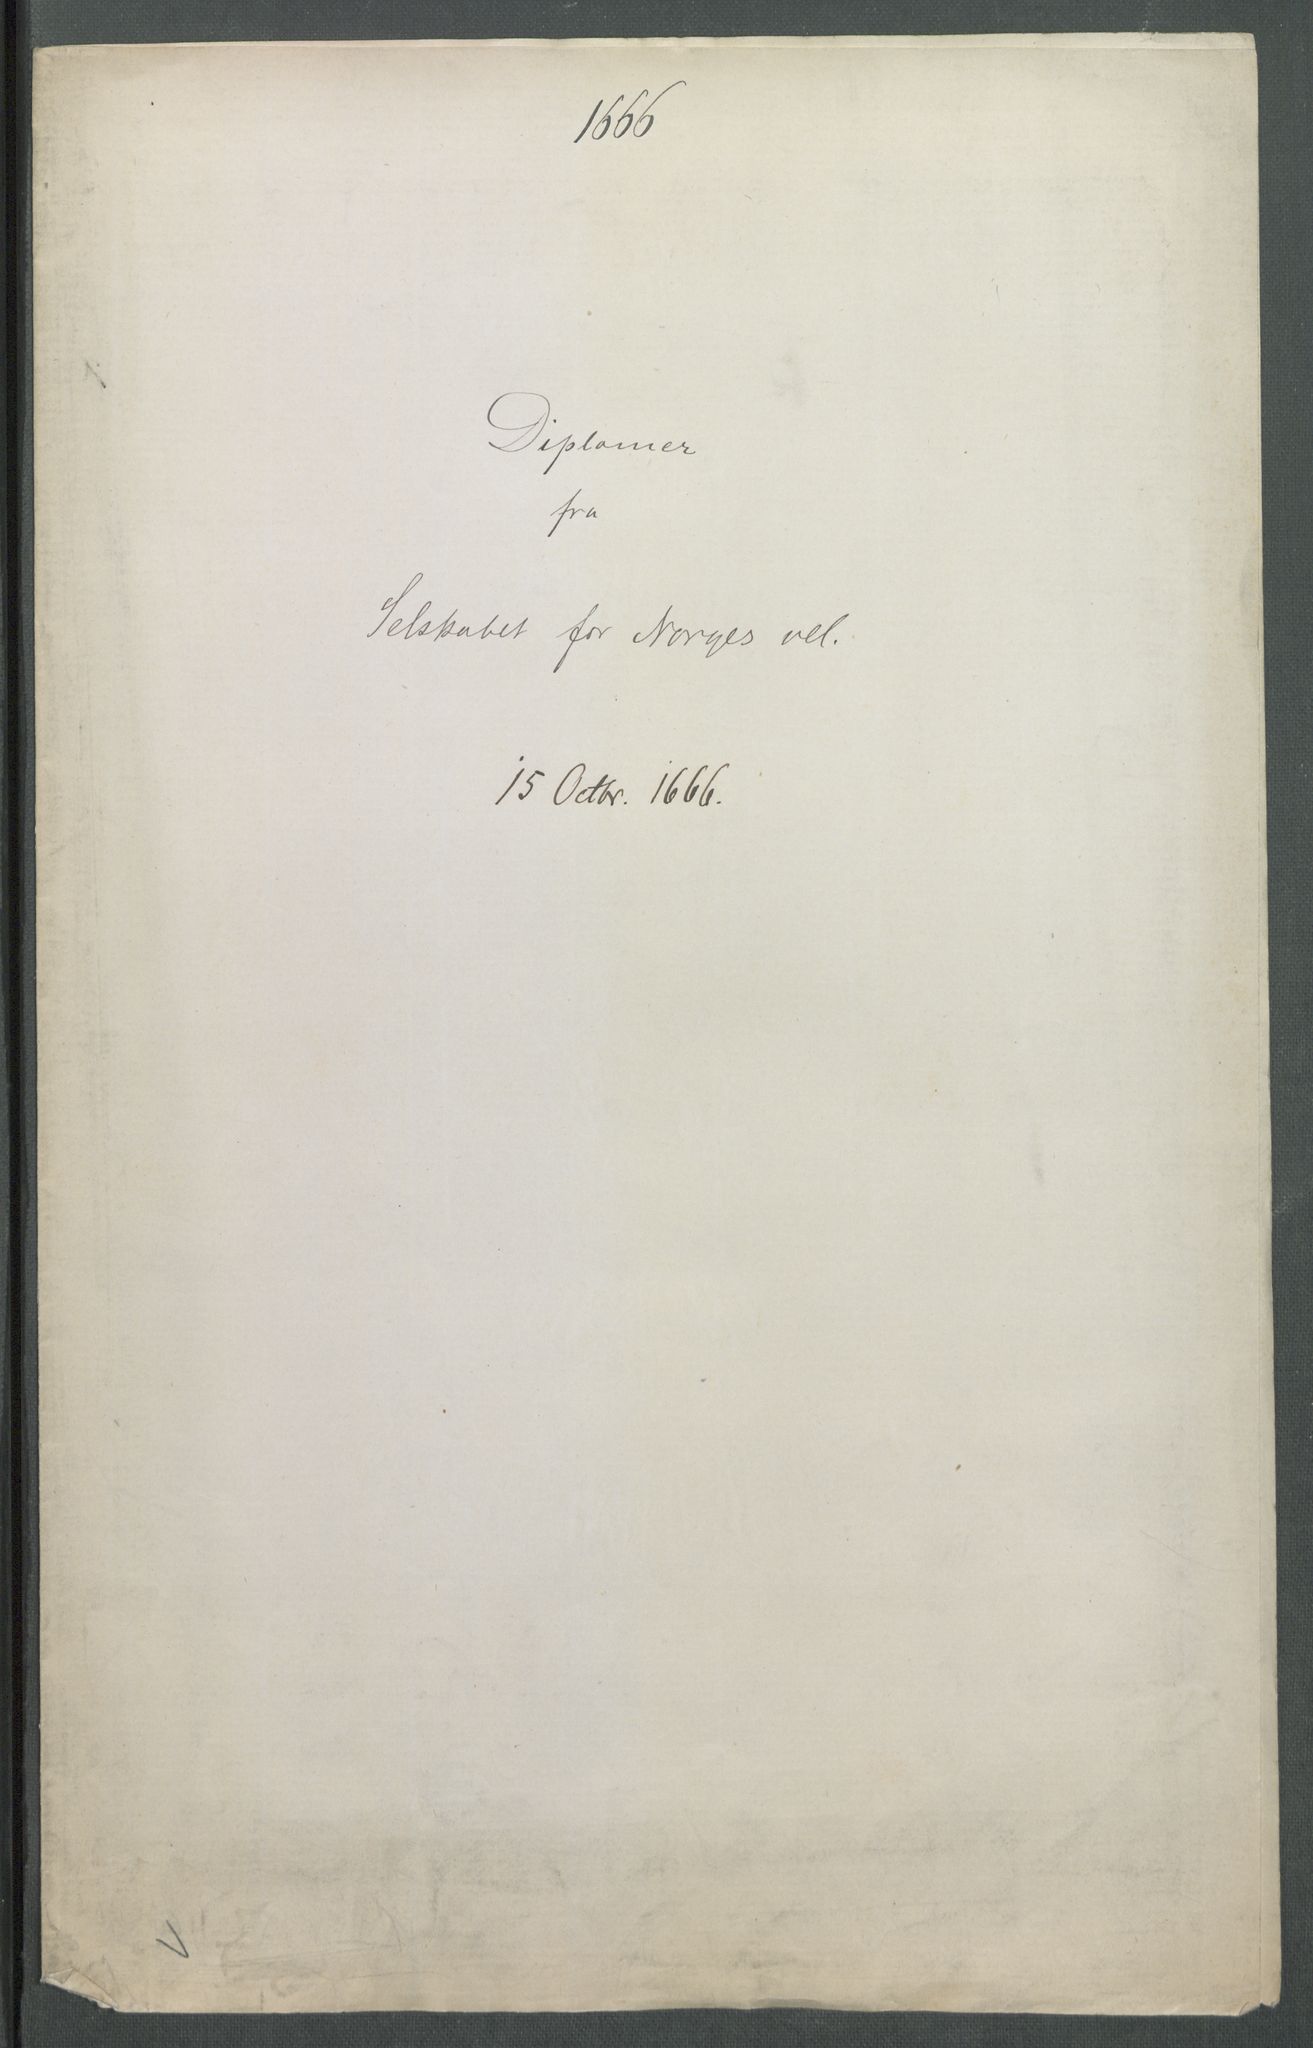 1666
Diplomer
fra
Selskabet for Norges vel.
15 Octbr. 1666.
V